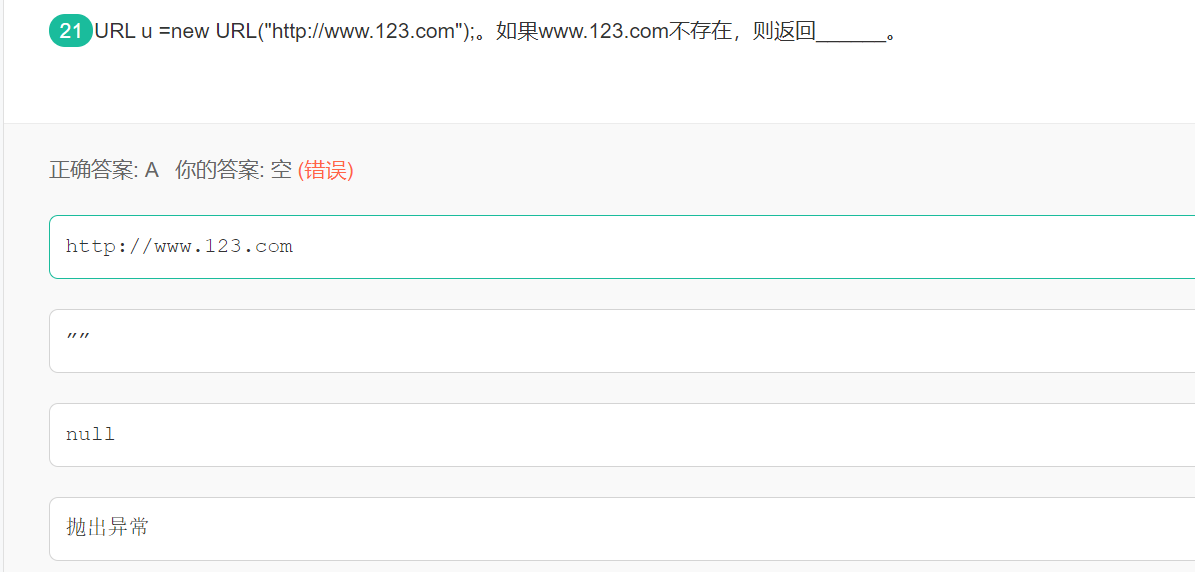 21 URL u =new URL("http://www.123.com");。如果www.123.com不存在，则返回______。
正确答案: A 你的答案: 空 (错误)
http://www.123.com
””
null
抛出异常